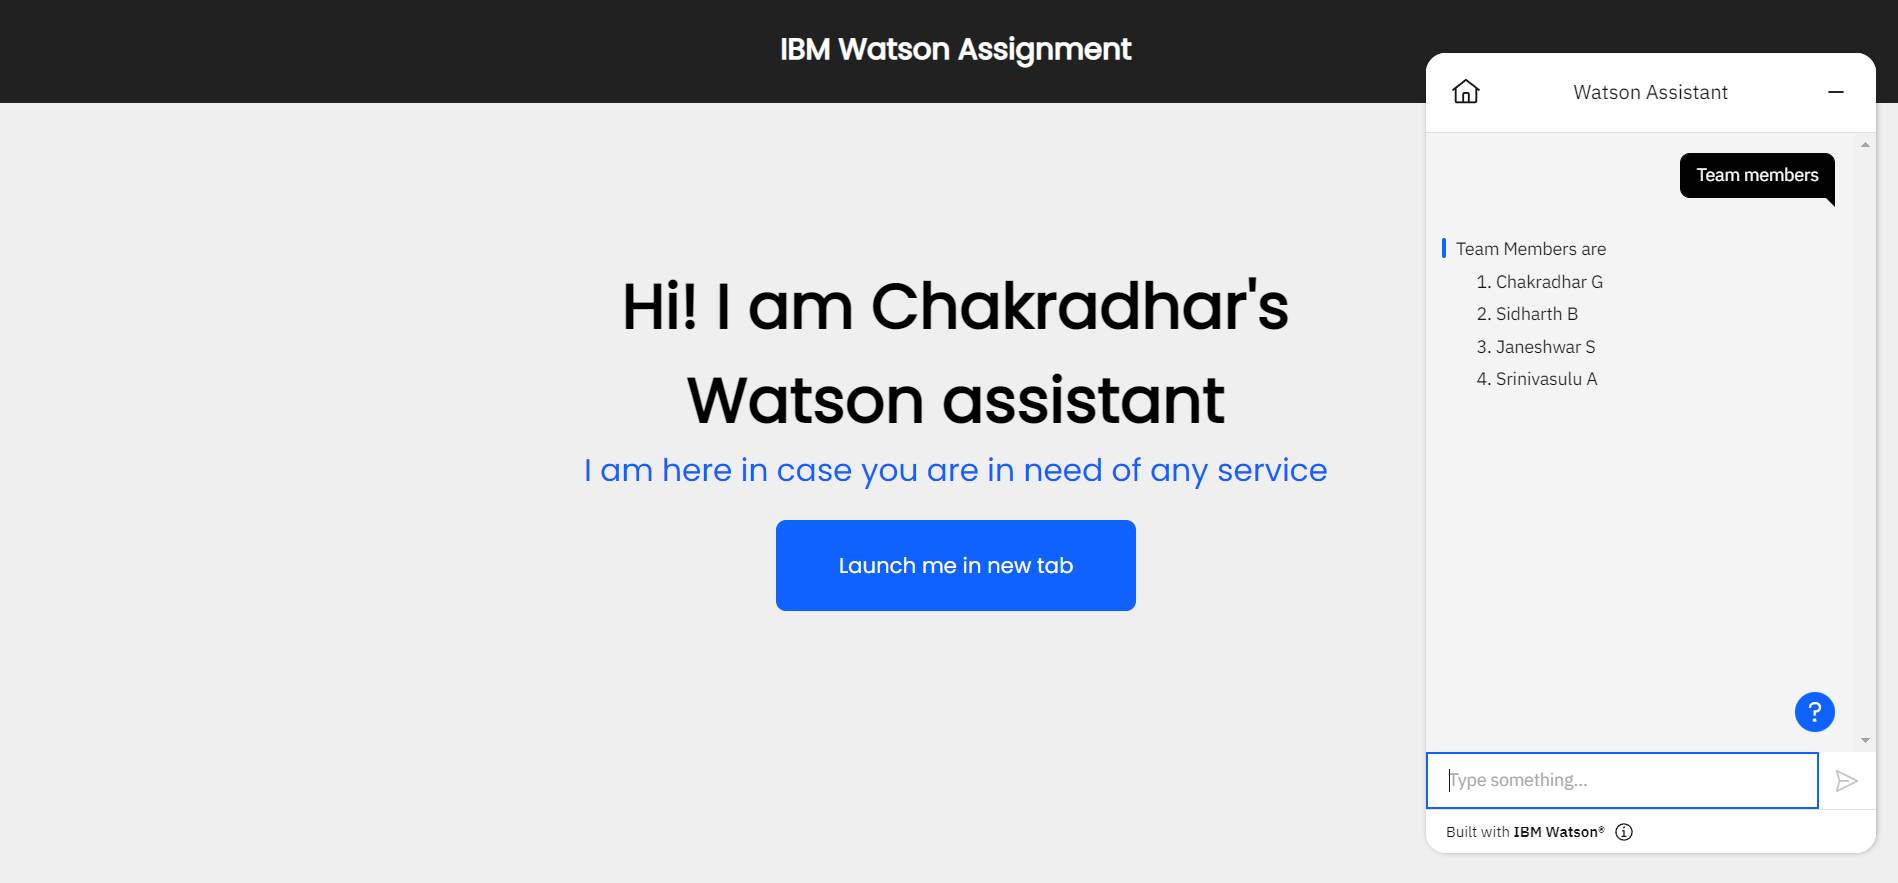 IBM Watson Assignment
Hi! I am Chakradhar's
Watson assistant
I am here in case you are in need of any service
Launch me in new tab
Watson Assistant
Team members
Team Members are
1. Chakradhar G
2. Sidharth B
3. Janeshwar S
4. Srinivasulu A
?
Type something...
Built with IBM Watson®